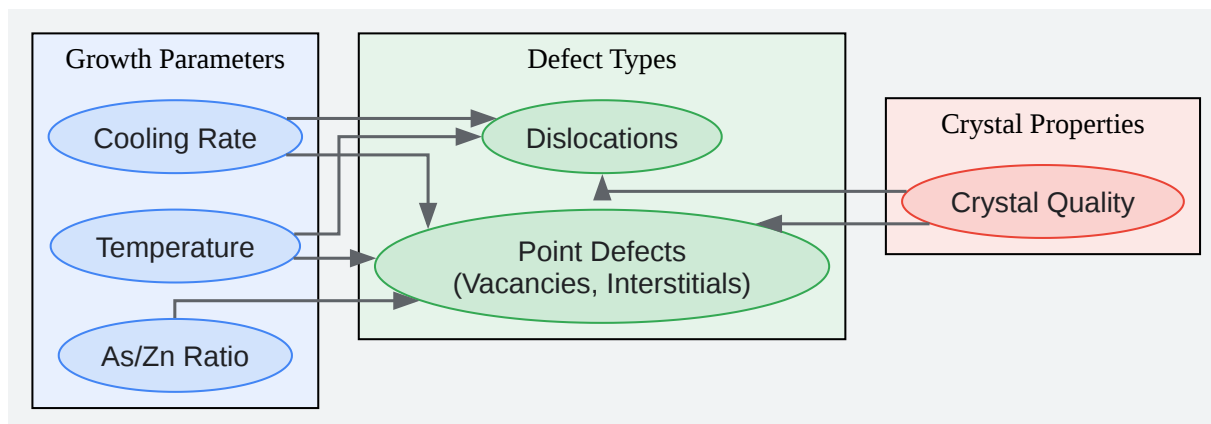 Growth Parameters
Cooling Rate
Temperature
As/Zn Ratio
Defect Types
Dislocations
Point Defects
(Vacancies, Interstitials)
Crystal Properties
Crystal Quality